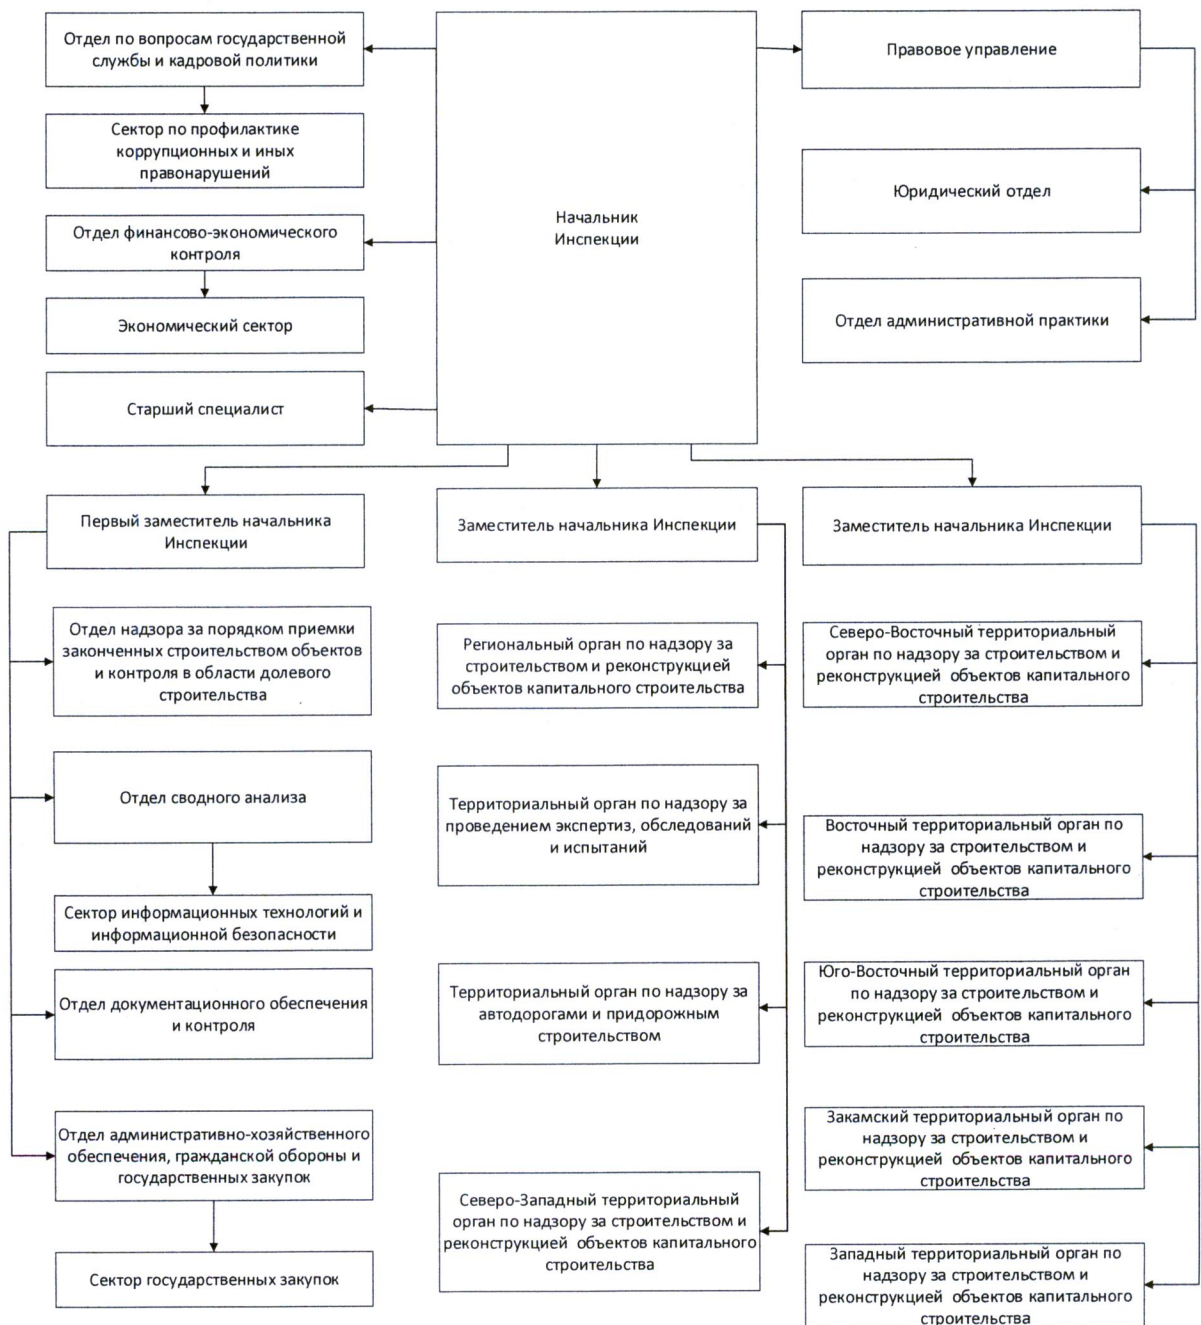 Отдел по вопросам государственной
службы и кадровой политики
Сектор по профилактике
коррупционных и иных
правонарушений
Отдел финансово-экономического
контроля
Экономический сектор
Старший специалист
Начальник
Инспекции
Правовое управление
Юридический отдел
Отдел административной практики
Первый заместитель начальника
Инспекции
Отдел надзора за порядком приемки
законченных строительством объектов
и контроля в области долевого
строительства
Отдел сводного анализа
Сектор информационных технологий и
информационной безопасности
Отдел документационного обеспечения
и контроля
Отдел административно-хозяйственного
обеспечения, гражданской обороны и
государственных закупок
Сектор государственных закупок
Заместитель начальника Инспекции
Региональный орган по надзору за
строительством и реконструкцией
объектов капитального строительства
Территориальный орган по надзору за
проведением экспертиз, обследований
и испытаний
Территориальный орган по надзору за
автодорогами и придорожным
строительством
Северо-Западный территориальный
орган по надзору за строительством и
реконструкцией объектов капитального
строительства
Заместитель начальника Инспекции
Северо-Восточный территориальный
орган по надзору за строительством и
реконструкцией объектов капитального
строительства
Восточный территориальный орган по
надзору за строительством и
реконструкцией объектов капитального
строительства
Юго-Восточный территориальный орган
по надзору за строительством и
реконструкцией объектов капитального
строительства
Закамский территориальный орган по
надзору за строительством и
реконструкцией объектов капитального
строительства
Западный территориальный орган по
надзору за строительством и
реконструкцией объектов капитального
строительства